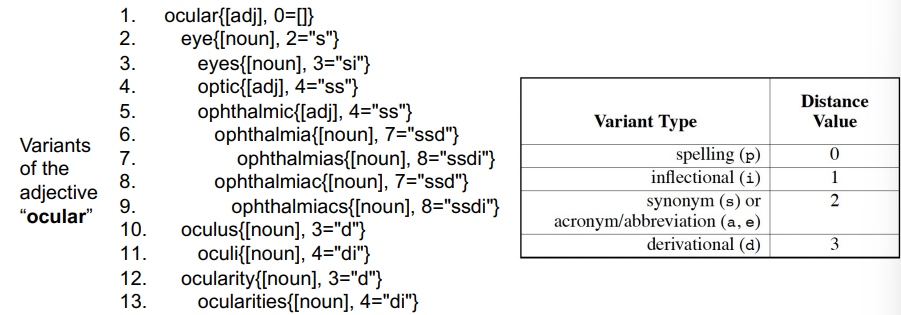 Variants
of the
adjective
“ocular”
1. ocular{[adj], 0=[]}
2. eye{[noun], 2="s"}
3. eyes{[noun], 3="si"}
4. optic{[adj], 4="ss"}
5. ophthalmic{[adj], 4="ss"}
6. ophthalmia{[noun], 7="ssd"}
7. ophthalmias{[noun], 8="ssdi"}
8. ophthalmiac{[noun], 7="ssd"}
9. ophthalmiacs{[noun], 8="ssdi"}
10. oculus{[noun], 3="d"}
11. oculi{[noun], 4="di"}
12. ocularity{[noun], 3="d"}
13. ocularities{[noun], 4="di"}
Variant Type Distance
Value
spelling (p) 0
inflectional (i) 1
synonym (s) or 2
acronym/abbreviation (a, e)
derivational (d) 3